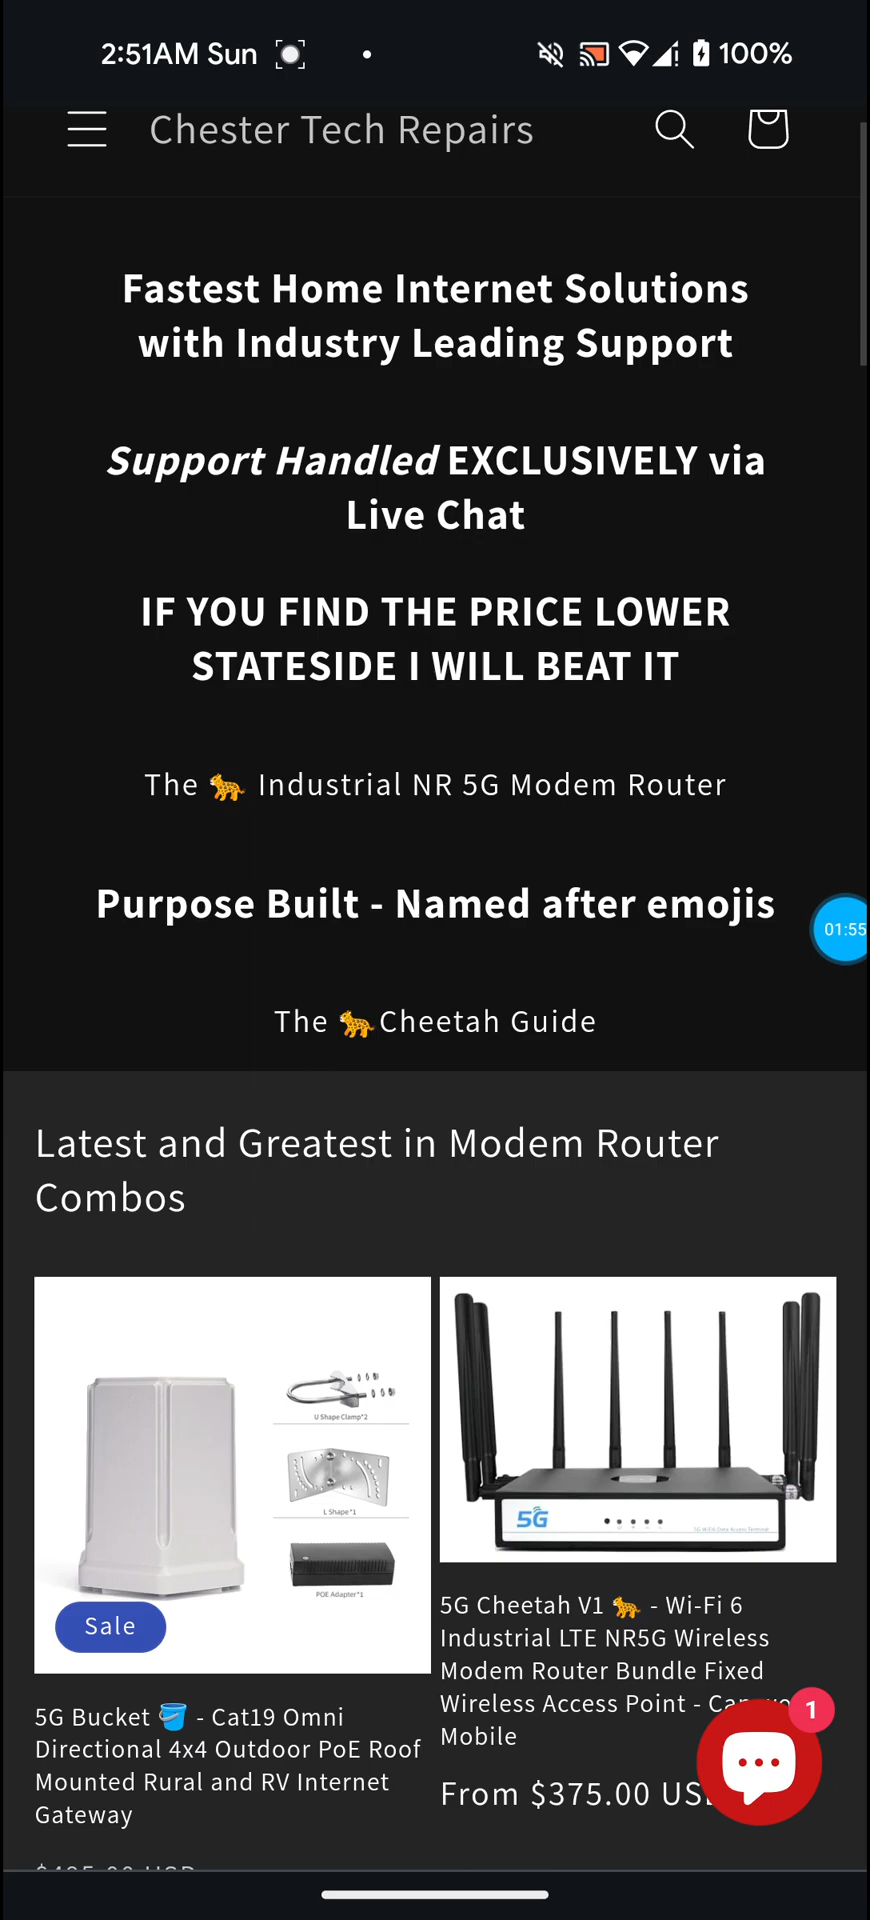 2:51AM Sun
100%
Chester Tech Repairs
Fastest Home Internet Solutions
with Industry Leading Support
Support Handled EXCLUSIVELY via
Live Chat
IF YOU FIND THE PRICE LOWER
STATESIDE I WILL BEAT IT
The 🐆 Industrial NR 5G Modem Router
Purpose Built - Named after emojis
01:55
The 🐆Cheetah Guide
Latest and Greatest in Modem Router
Combos
U Shape Clamp*2
L Shape*1
POE Adapter*1
Sale
5G Bucket 🪣 - Cat19 Omni
Directional 4x4 Outdoor PoE Roof
Mounted Rural and RV Internet
Gateway
5G
5G Cheetah V1 🐆 - Wi-Fi 6
Industrial LTE NR5G Wireless
Modem Router Bundle Fixed
Wireless Access Point -
Mobile
From $375.00
1